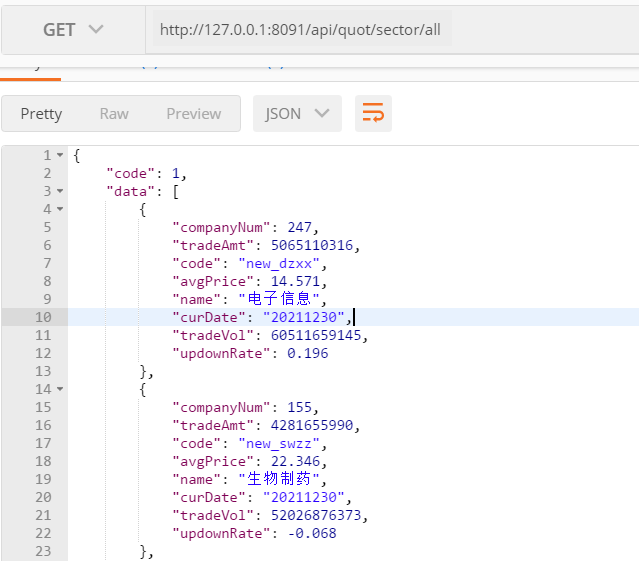 GET http://127.0.0.1:8091/api/quot/sector/all
Pretty Raw Preview JSON
1 {
2 "code": 1,
3 "data": [
4 {
5 "companyNum": 247,
6 "tradeAmt": 5065110316,
7 "code": "new_dzxx",
8 "avgPrice": 14.571,
9 "name": "电子信息",
10 "curDate": "20211230",
11 "tradeVol": 60511659145,
12 "updownRate": 0.196
13 },
14 {
15 "companyNum": 155,
16 "tradeAmt": 4281655990,
17 "code": "new_swzz",
18 "avgPrice": 22.346,
19 "name": "生物制药",
20 "curDate": "20211230",
21 "tradeVol": 52026876373,
22 "updownRate": -0.068
23 },